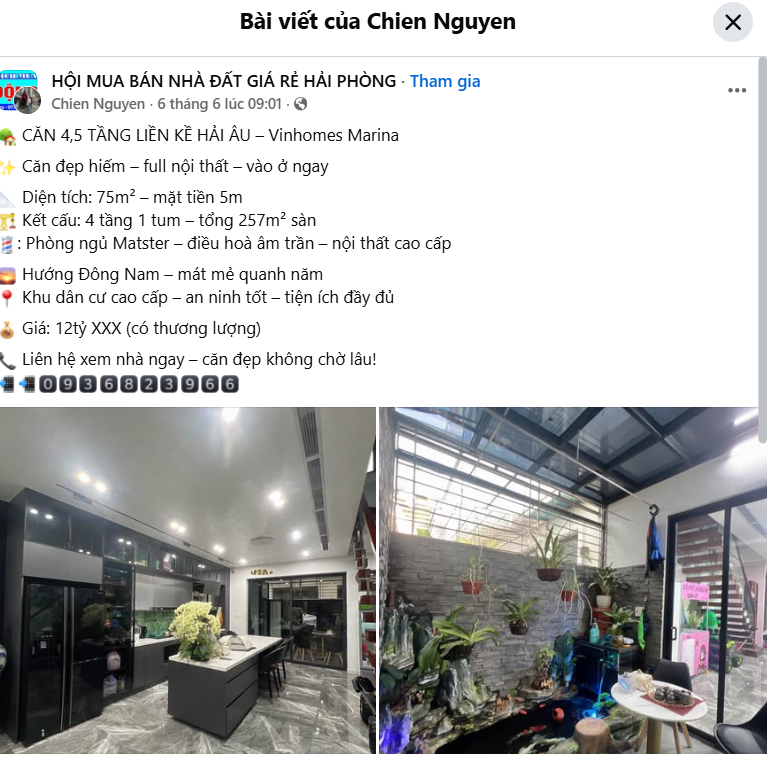 Bài viết của Chien Nguyen
HỘI MUA BÁN NHÀ ĐẤT GIÁ RẺ HẢI PHÒNG · Tham gia
Chien Nguyen · 6 tháng 6 lúc 09:01 ·
CĂN 4,5 TẦNG LIỀN KỀ HẢI ÂU – Vinhomes Marina
Căn đẹp hiếm – full nội thất – vào ở ngay
Diện tích: 75m² – mặt tiền 5m
Kết cấu: 4 tầng 1 tum – tổng 257m² sàn
: Phòng ngủ Matster – điều hoà âm trần – nội thất cao cấp
Hướng Đông Nam – mát mẻ quanh năm
Khu dân cư cao cấp – an ninh tốt – tiện ích đầy đủ
Giá: 12tỷ XXX (có thương lượng)
Liên hệ xem nhà ngay – căn đẹp không chờ lâu!
0936823966